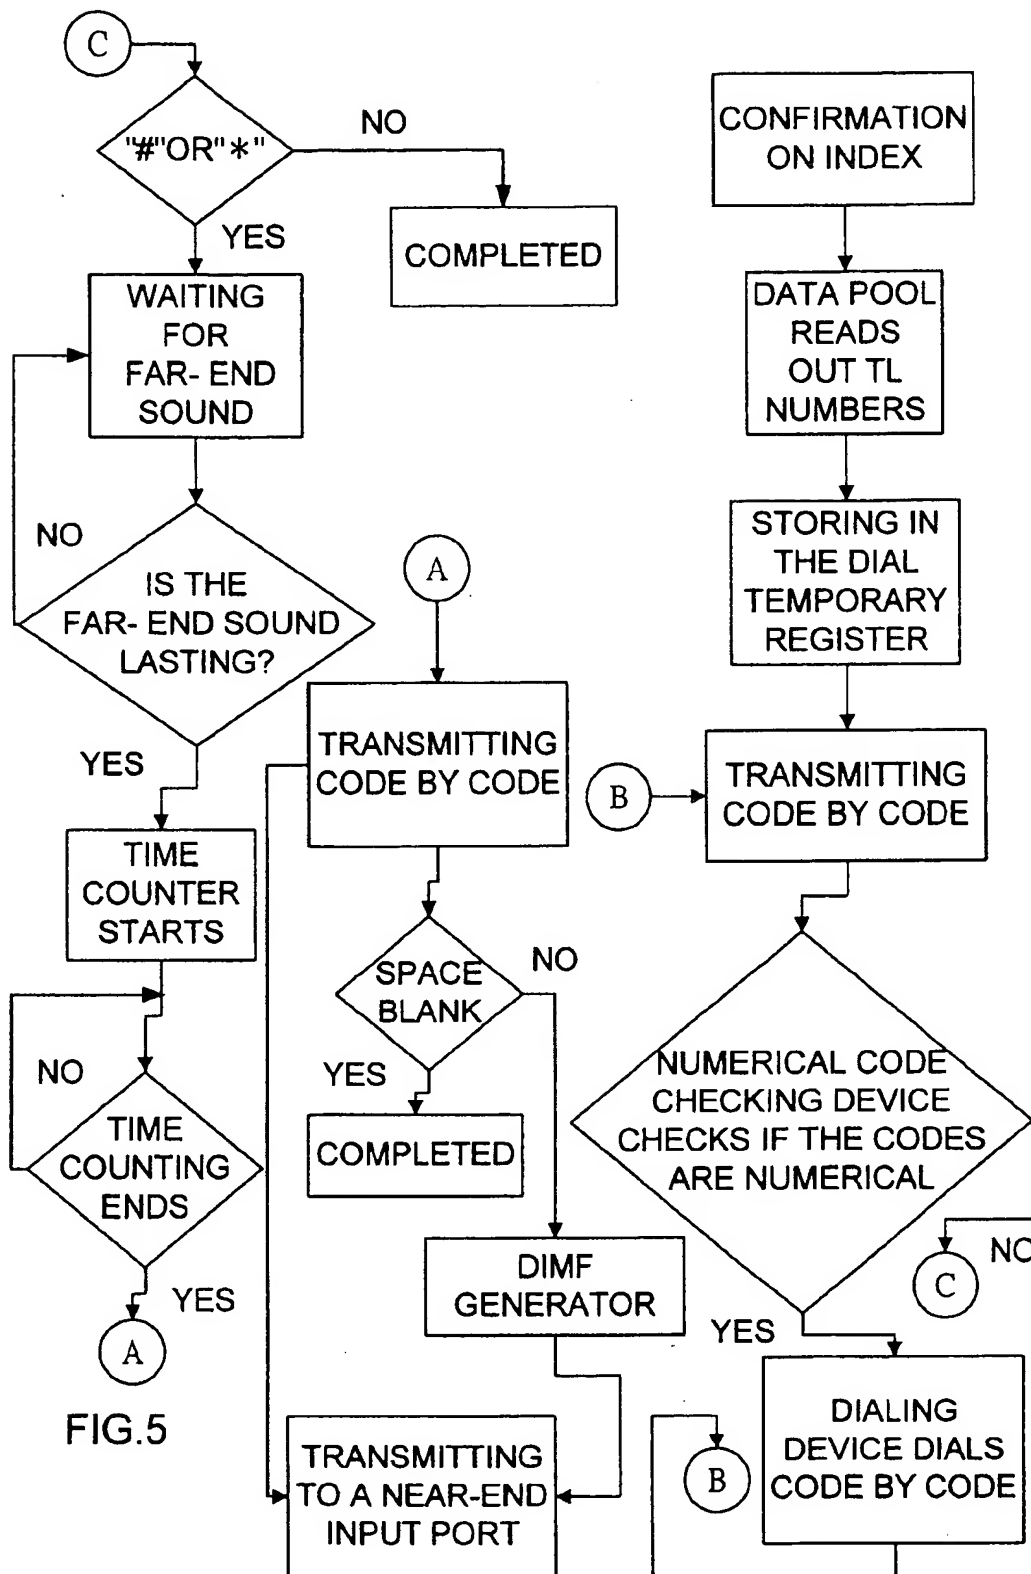 C
"#"OR"*"
NO
YES
COMPLETED
WAITING
FOR
FAR- END
SOUND
NO
IS THE
FAR- END SOUND
LASTING?
YES
TIME
COUNTER
STARTS
NO
TIME
COUNTING
ENDS
YES
A
FIG.5
A
TRANSMITTING
CODE BY CODE
SPACE
BLANK
NO
YES
COMPLETED
DIMF
GENERATOR
TRANSMITTING
TO A NEAR-END
INPUT PORT
CONFIRMATION
ON INDEX
DATA POOL
READS
OUT TL
NUMBERS
STORING IN
THE DIAL
TEMPORARY
REGISTER
B
TRANSMITTING
CODE BY CODE
NUMERICAL CODE
CHECKING DEVICE
CHECKS IF THE CODES
ARE NUMERICAL
NO
C
YES
DIALING
DEVICE DIALS
CODE BY CODE
B